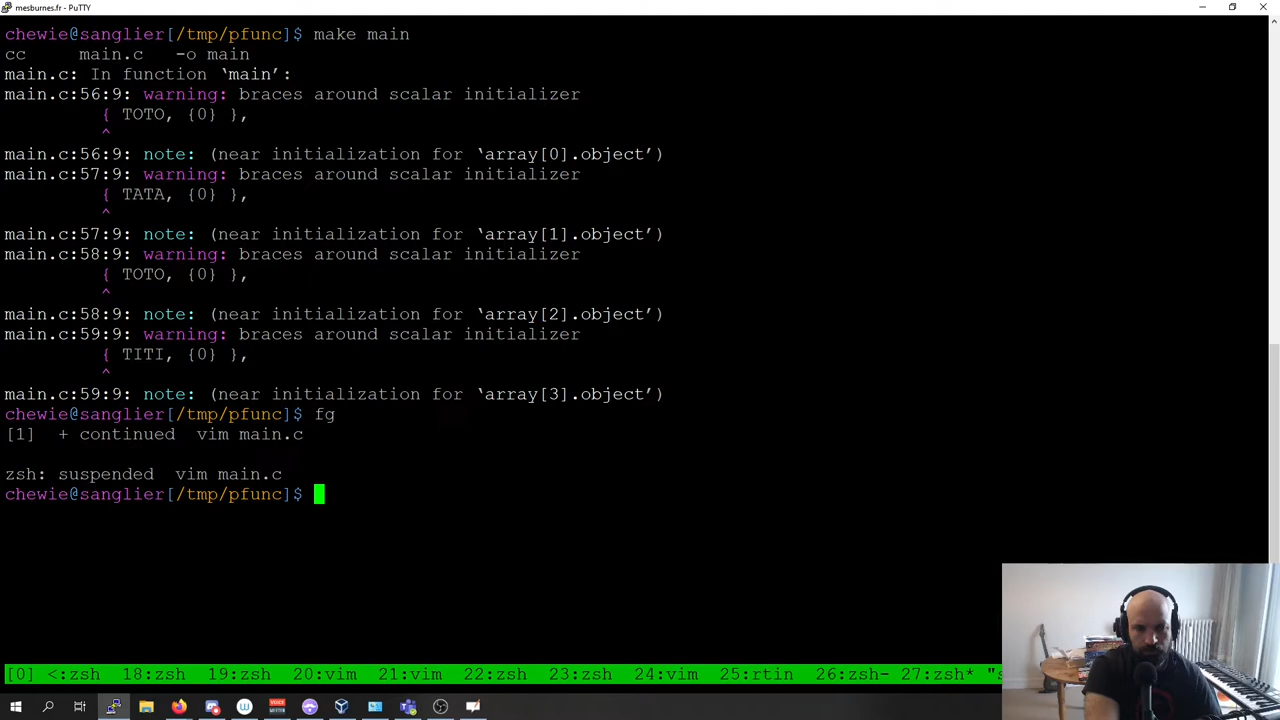 mesburnes.fr - PuTTY
chewie@sanglier[/tmp/pfunc]$ make main
cc     main.c   -o main
main.c: In function ‘main’:
main.c:56:9: warning: braces around scalar initializer
         { TOTO, {0} },
         ^
main.c:56:9: note: (near initialization for ‘array[0].object’)
main.c:57:9: warning: braces around scalar initializer
         { TATA, {0} },
         ^
main.c:57:9: note: (near initialization for ‘array[1].object’)
main.c:58:9: warning: braces around scalar initializer
         { TOTO, {0} },
         ^
main.c:58:9: note: (near initialization for ‘array[2].object’)
main.c:59:9: warning: braces around scalar initializer
         { TITI, {0} },
         ^
main.c:59:9: note: (near initialization for ‘array[3].object’)
chewie@sanglier[/tmp/pfunc]$ fg
[1]  + continued  vim main.c
zsh: suspended  vim main.c
chewie@sanglier[/tmp/pfunc]$
[0] <:zsh  18:zsh  19:zsh  20:vim  21:vim  22:zsh  23:zsh  24:vim  25:rtin  26:zsh- 27:zsh* "s